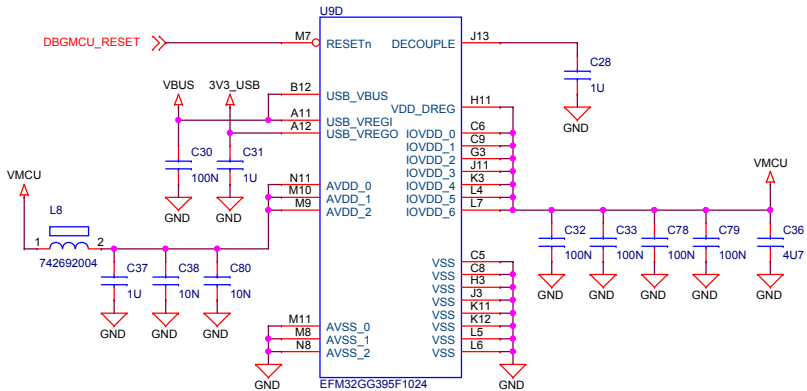 U9D
DBGMCU_RESET
M7
RESETn
DECOUPLE
J13
C28
1U
GND
VBUS
3V3_USB
B12
USB_VBUS
A11
USB_VREGI
A12
USB_VREGO
H11
VDD_DREG
C6
IOVDD_0
C9
IOVDD_1
G3
IOVDD_2
J11
IOVDD_3
K3
IOVDD_4
L4
IOVDD_5
L7
IOVDD_6
C30
100N
C31
1U
GND
GND
VMCU
N11
AVDD_0
M10
AVDD_1
M9
AVDD_2
VMCU
L8
1
2
742692004
C37
1U
C38
10N
C80
10N
GND
GND
GND
C32
100N
C33
100N
C78
100N
C79
100N
C36
4U7
GND
GND
GND
GND
GND
C5
VSS
C8
VSS
H3
VSS
J3
VSS
K11
VSS
K12
VSS
L5
VSS
L6
VSS
M11
AVSS_0
M8
AVSS_1
N8
AVSS_2
GND
GND
EFM32GG395F1024